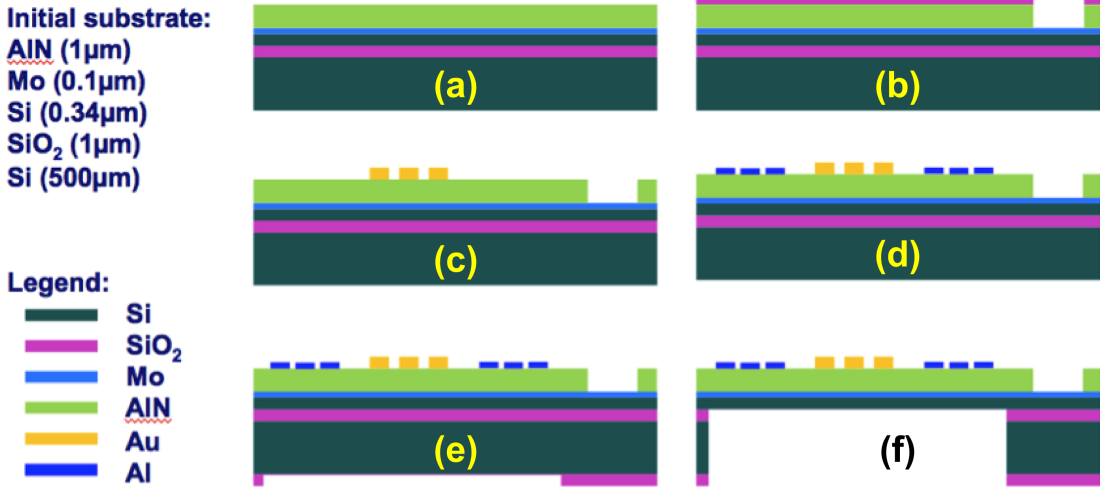 Initial substrate:
AlN (1μm)
Mo (0.1μm)
Si (0.34μm)
SiO₂ (1μm)
Si (500μm)
Legend:
Si
SiO₂
Mo
AlN
Au
Al
(a)
(b)
(c)
(d)
(e)
(f)